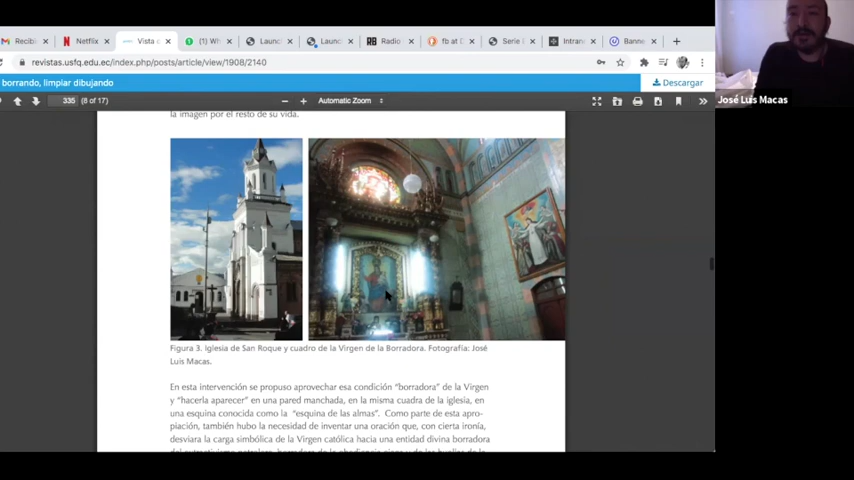 Recibi
Netflix
Vista c
(1) Wh
Launc
Launc
Radio
fb at D
Serie
Intran
Banne
revistas.usfq.edu.ec/index.php/posts/article/view/1908/2140
borrando, limpiar dibujando
Descargar
335 (8 of 17)
Automatic Zoom
José Luis Macas
la imagen por el resto de su vida.
Figura 3. Iglesia de San Roque y cuadro de la Virgen de la Borradora. Fotografía: José
Luis Macas.
En esta intervención se propuso aprovechar esa condición “borradora” de la Virgen
y “hacerla aparecer” en una pared manchada, en la misma cuadra de la iglesia, en
una esquina conocida como la “esquina de las almas”. Como parte de esta apro-
piación, también hubo la necesidad de inventar una oración que, con cierta ironía,
desviara la carga simbólica de la Virgen católica hacia una entidad divina borradora